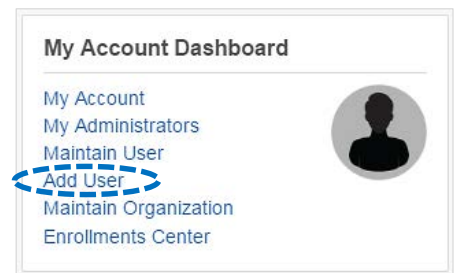 My Account Dashboard
My Account
My Administrators
Maintain User
Add User
Maintain Organization
Enrollments Center